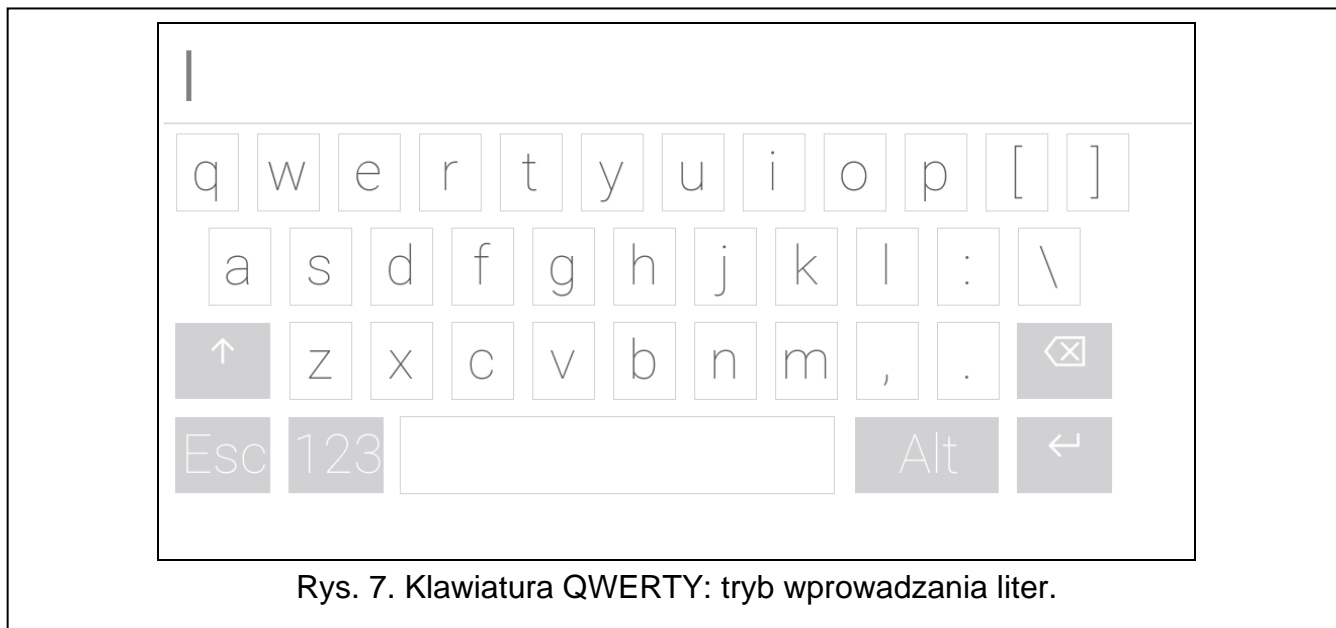 q w e r t y u i o p [ ]
a s d f g h j k l : \
↑ z x c v b n m , . ⌫
Esc 123 Alt ↵
Rys. 7. Klawiatura QWERTY: tryb wprowadzania liter.